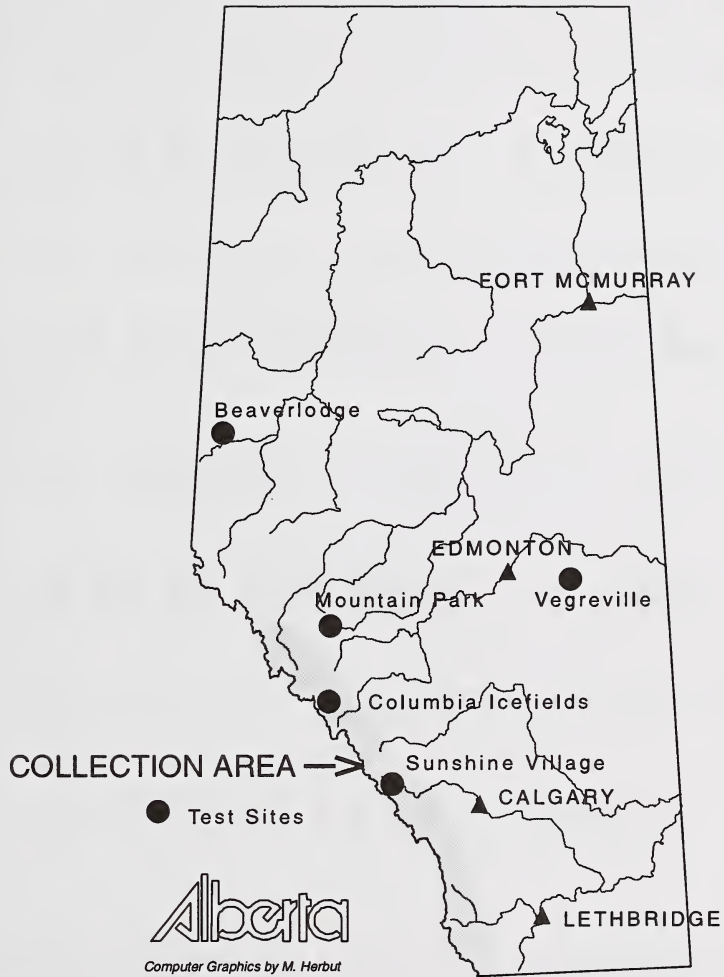 EORT MCMURRAY
Beaverlodge
EDMONTON
Mountain Park
Vegreville
Columbia Icefields
COLLECTION AREA
Sunshine Village
CALGARY
Test Sites
Alberta
LETHBRIDGE
Computer Graphics by M. Herbut